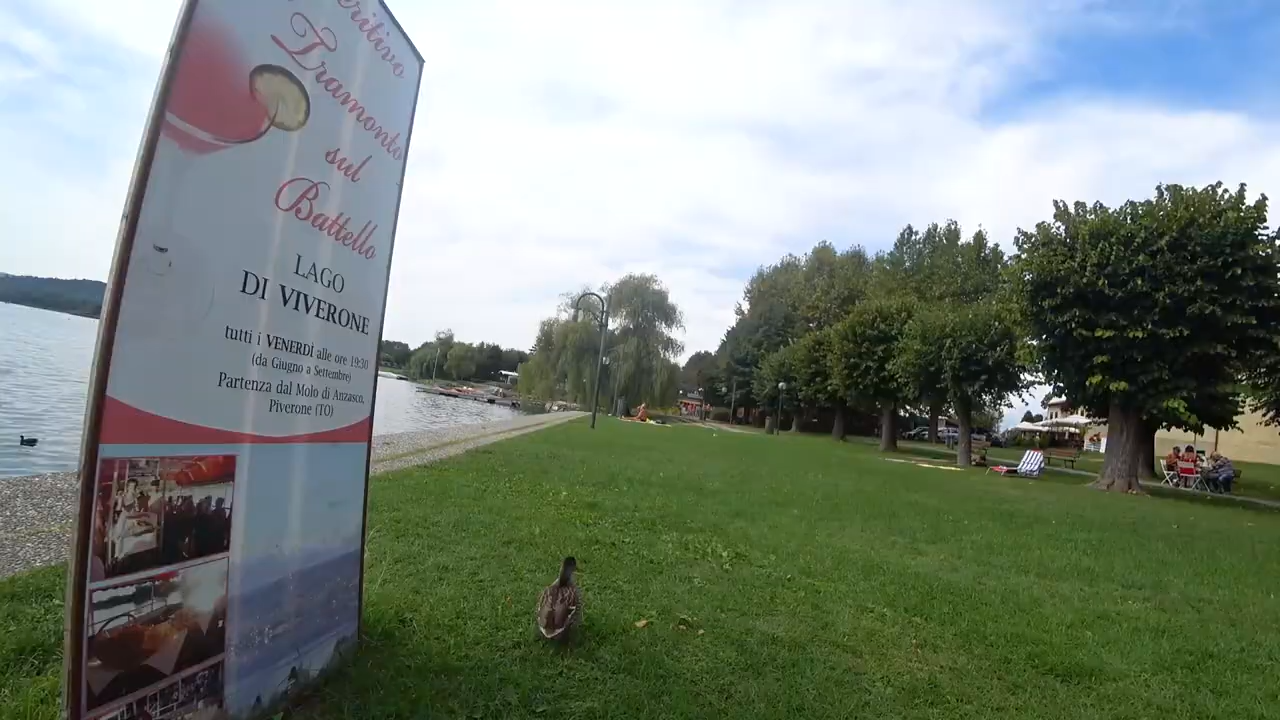 eritivo
Tramonto
sul
Battello
LAGO
DI VIVERONE
tutti i VENERDÌ alle ore 19:30
(da Giugno a Settembre)
Partenza dal Molo di Anzasco,
Piverone (TO)